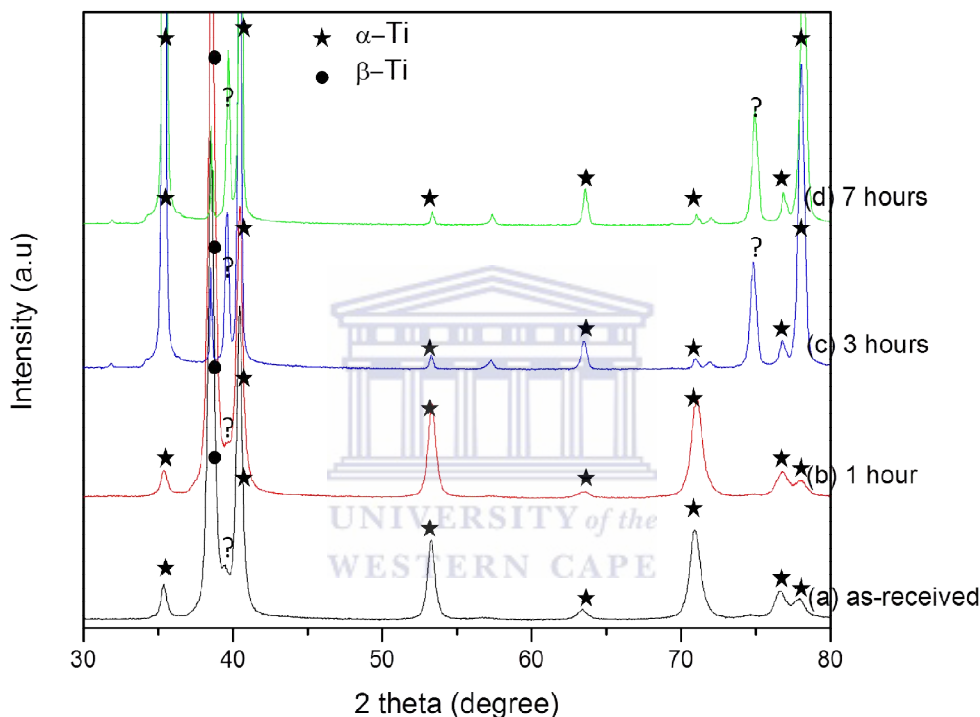 ★ α–Ti
● β–Ti
?
?
?
(d) 7 hours
?
?
(c) 3 hours
?
(b) 1 hour
UNIVERSITY of the
WESTERN CAPE
?
(a) as-received
Intensity (a.u)
30 40 50 60 70 80
2 theta (degree)